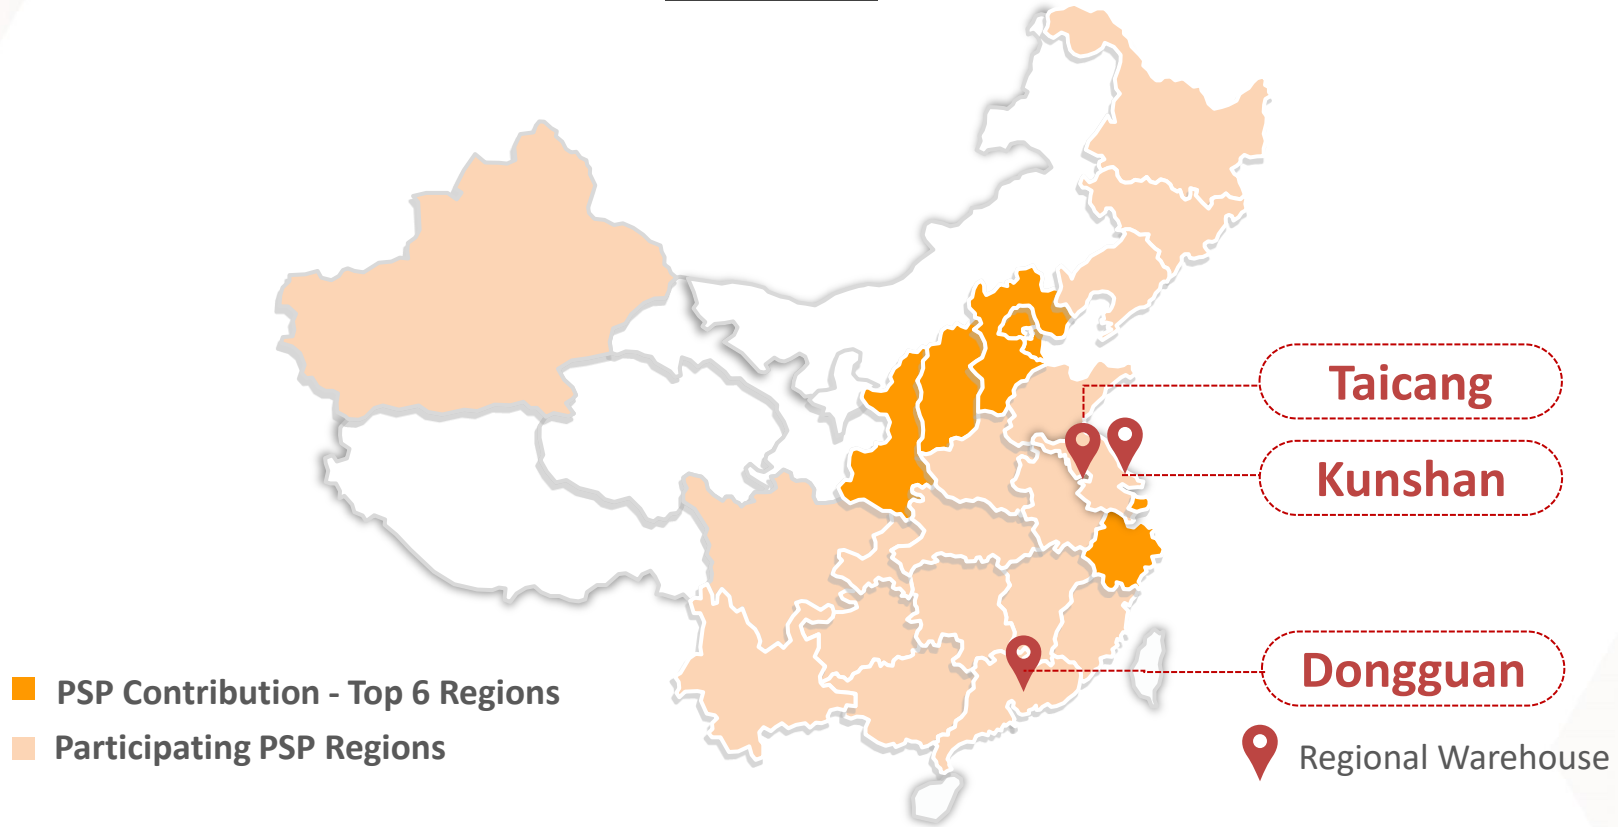 Taicang
Kunshan
Dongguan
PSP Contribution - Top 6 Regions
Participating PSP Regions
Regional Warehouse